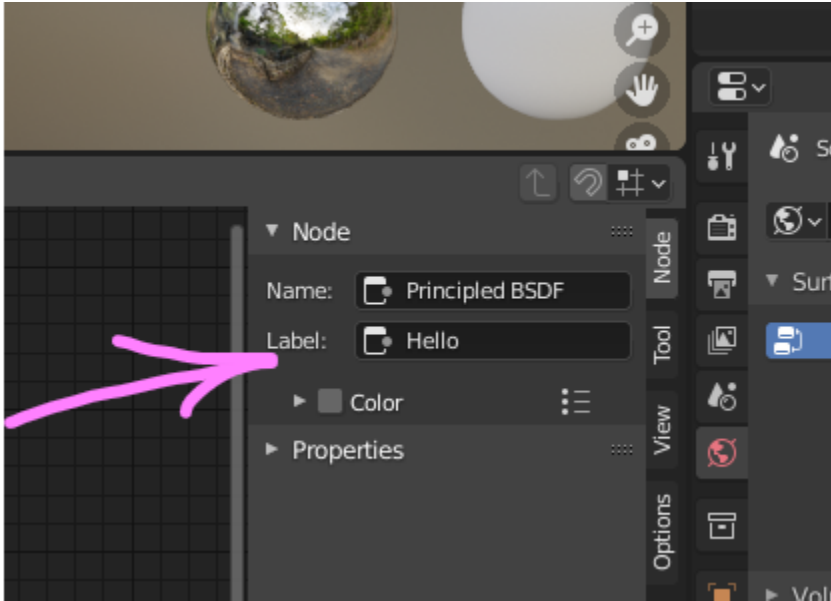 Node
Name: Principled BSDF
Label: Hello
Color
Properties
Node
Tool
View
Options